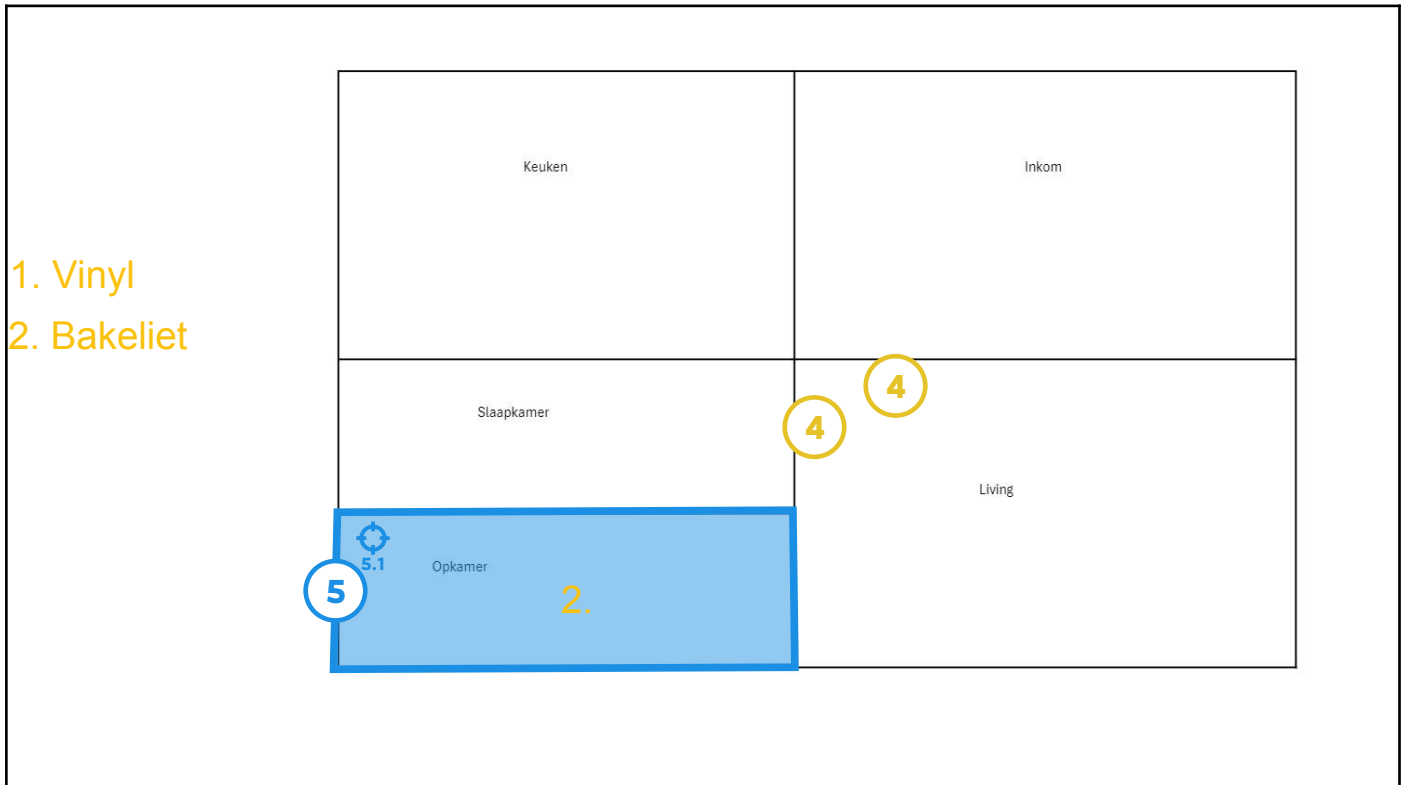 Keuken
Inkom
1. Vinyl
2. Bakeliet
4
4
Slaapkamer
Living
5.1
Opkamer
5
2.